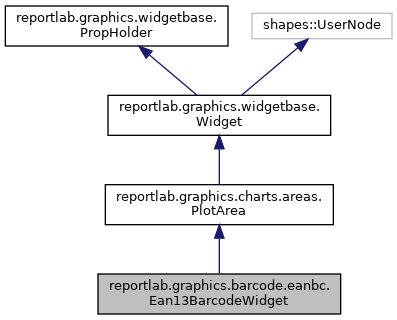 reportlab.graphics.widgetbase.
PropHolder
shapes::UserNode
reportlab.graphics.widgetbase.
Widget
reportlab.graphics.charts.areas.
PlotArea
reportlab.graphics.barcode.eanbc.
Ean13BarcodeWidget